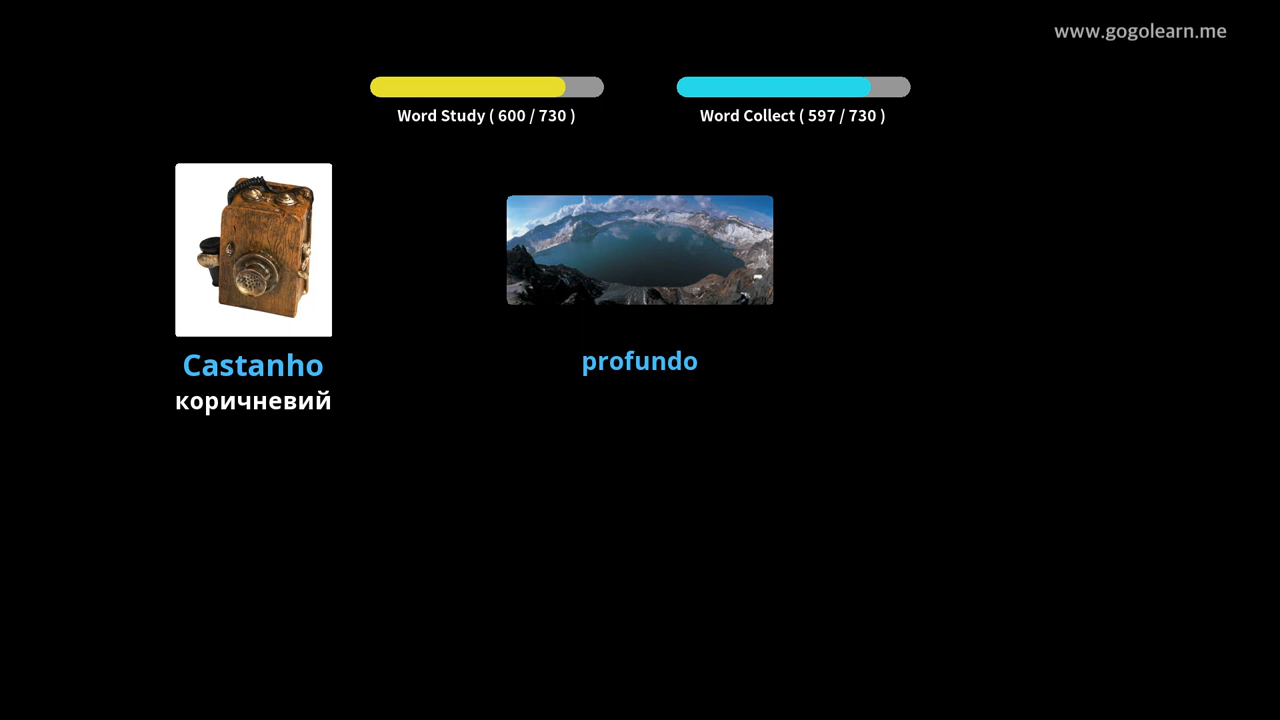 www.gogolearn.me
Word Study ( 600 / 730 )
Word Collect ( 597 / 730 )
Castanho
коричневий
profundo